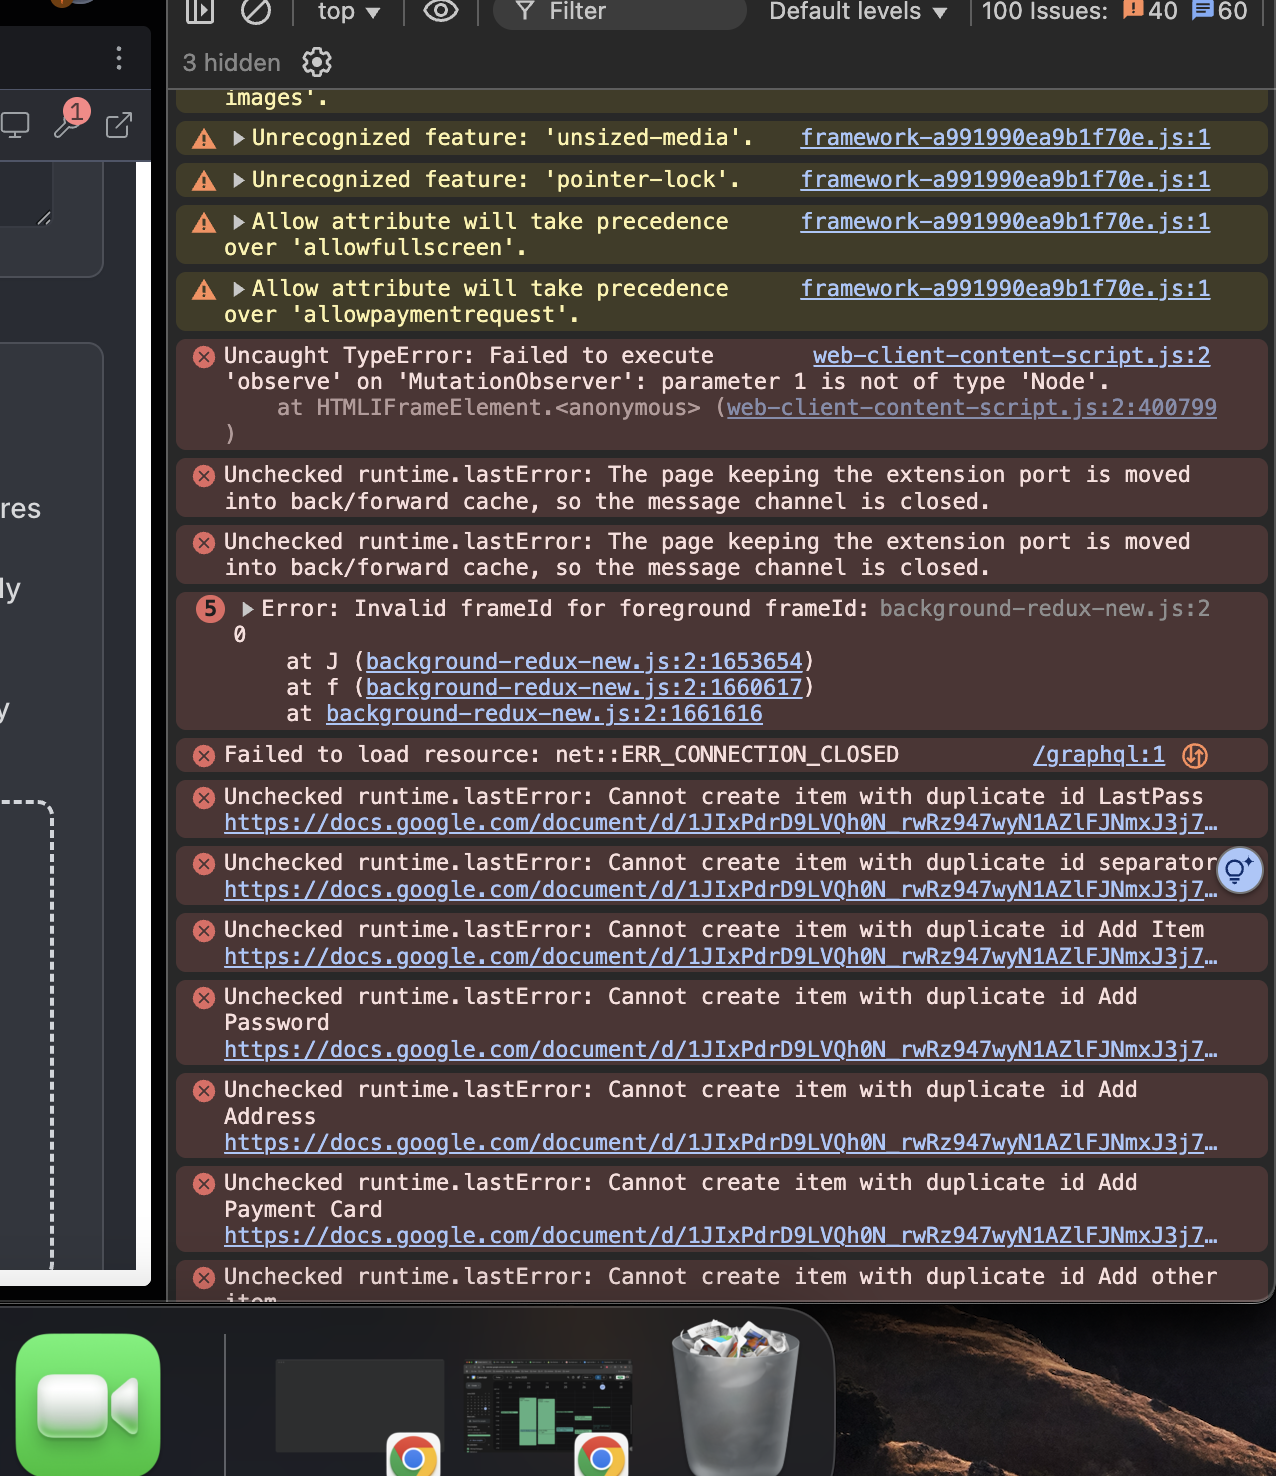 top ▼
Filter
Default levels ▼
100 Issues: 40 60
3 hidden
1
images'.
Unrecognized feature: 'unsized-media'. framework-a991990ea9b1f70e.js:1
Unrecognized feature: 'pointer-lock'. framework-a991990ea9b1f70e.js:1
Allow attribute will take precedence framework-a991990ea9b1f70e.js:1
over 'allowfullscreen'.
Allow attribute will take precedence framework-a991990ea9b1f70e.js:1
over 'allowpaymentrequest'.
Uncaught TypeError: Failed to execute web-client-content-script.js:2
'observe' on 'MutationObserver': parameter 1 is not of type 'Node'.
at HTMLIFrameElement.<anonymous> (web-client-content-script.js:2:400799
)
Unchecked runtime.lastError: The page keeping the extension port is moved
into back/forward cache, so the message channel is closed.
res
Unchecked runtime.lastError: The page keeping the extension port is moved
into back/forward cache, so the message channel is closed.
ly
5 Error: Invalid frameId for foreground frameId: background-redux-new.js:2
0
at J (background-redux-new.js:2:1653654)
at f (background-redux-new.js:2:1660617)
at background-redux-new.js:2:1661616
y
Failed to load resource: net::ERR_CONNECTION_CLOSED /graphql:1
Unchecked runtime.lastError: Cannot create item with duplicate id LastPass
https://docs.google.com/document/d/1JIxPdrD9LVQh0N_rwRz947wyN1AZlFJNmxJ3j7…
Unchecked runtime.lastError: Cannot create item with duplicate id separator
https://docs.google.com/document/d/1JIxPdrD9LVQh0N_rwRz947wyN1AZlFJNmxJ3j7…
Unchecked runtime.lastError: Cannot create item with duplicate id Add Item
https://docs.google.com/document/d/1JIxPdrD9LVQh0N_rwRz947wyN1AZlFJNmxJ3j7…
Unchecked runtime.lastError: Cannot create item with duplicate id Add
Password
https://docs.google.com/document/d/1JIxPdrD9LVQh0N_rwRz947wyN1AZlFJNmxJ3j7…
Unchecked runtime.lastError: Cannot create item with duplicate id Add
Address
https://docs.google.com/document/d/1JIxPdrD9LVQh0N_rwRz947wyN1AZlFJNmxJ3j7…
Unchecked runtime.lastError: Cannot create item with duplicate id Add
Payment Card
https://docs.google.com/document/d/1JIxPdrD9LVQh0N_rwRz947wyN1AZlFJNmxJ3j7…
Unchecked runtime.lastError: Cannot create item with duplicate id Add other
item